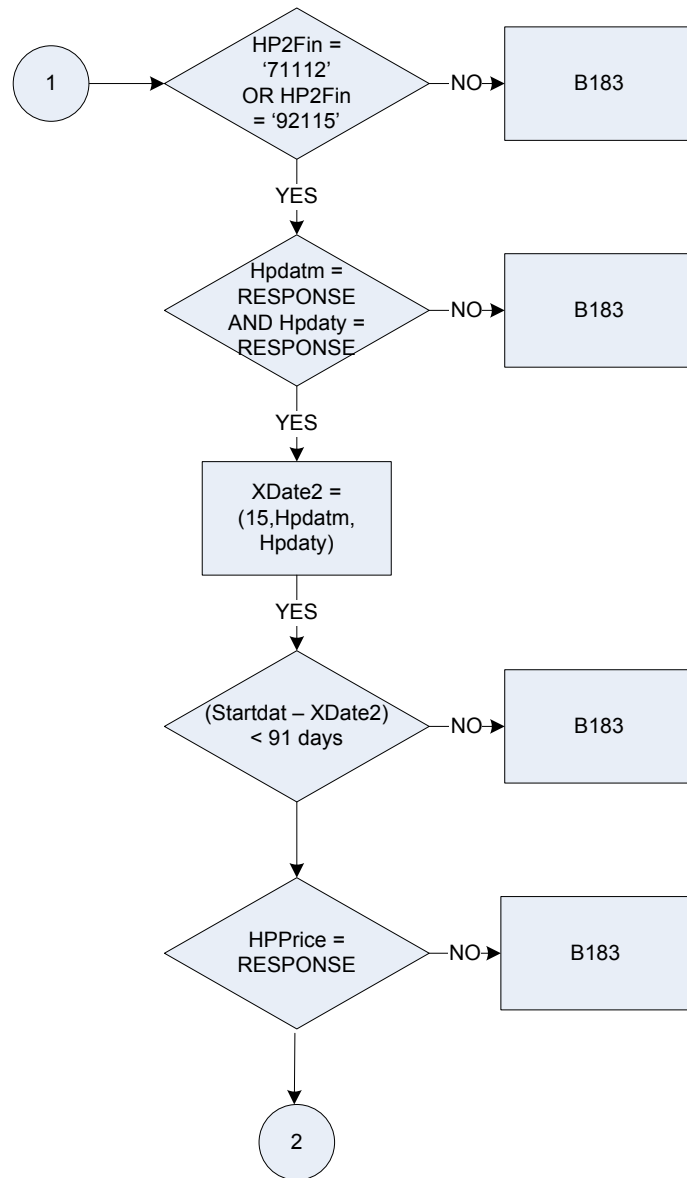 1
HP2Fin =
‘71112’
OR HP2Fin
= ‘92115’
NO
B183
YES
Hpdatm =
RESPONSE
AND Hpdaty =
RESPONSE
NO
B183
YES
XDate2 =
(15,Hpdatm,
Hpdaty)
YES
(Startdat – XDate2)
< 91 days
NO
B183
HPPrice =
RESPONSE
NO
B183
2